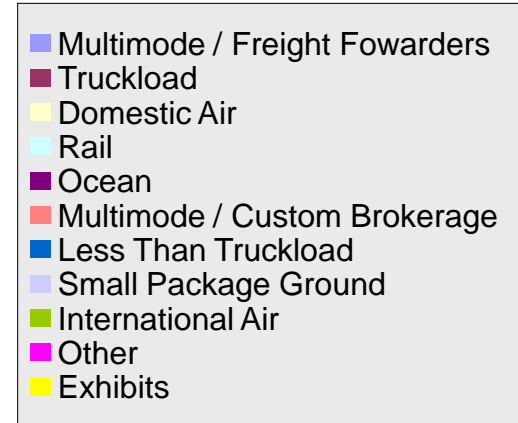 Multimode / Freight Fowarders
Truckload
Domestic Air
Rail
Ocean
Multimode / Custom Brokerage
Less Than Truckload
Small Package Ground
International Air
Other
Exhibits